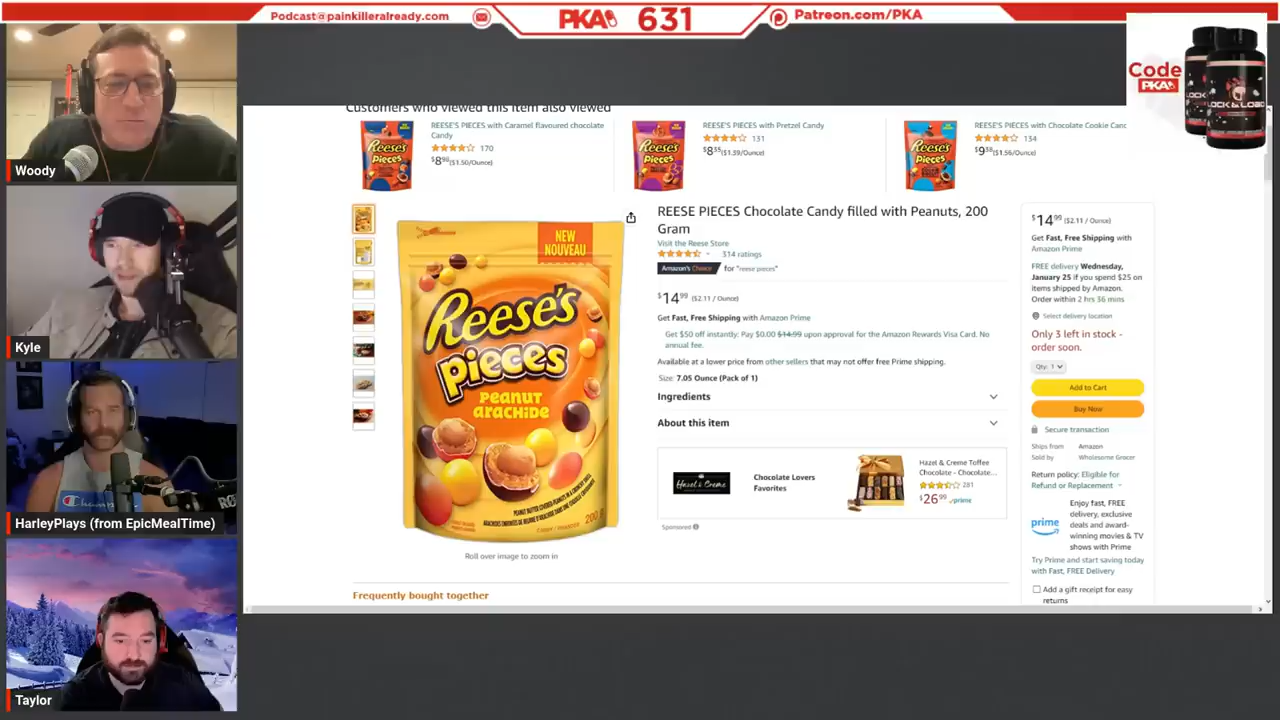 Podcast@painkilleralready.com
PKA 631
Patreon.com/PKA
Code
PKA
LOCK & LOAD
Woody
Kyle
HarleyPlays (from EpicMealTime)
Taylor
Customers who viewed this item also viewed
REESE'S PIECES with Caramel flavoured chocolate
Candy
170
$8.98 ($1.50/Ounce)
REESE'S PIECES with Pretzel Candy
131
$8.35 ($1.39/Ounce)
REESE'S PIECES with Chocolate Cookie Canc
134
$9.38 ($1.56/Ounce)
NEW
NOUVEAU
Reese's
pieces
PEANUT
ARACHIDE
200 g
Roll over image to zoom in
REESE PIECES Chocolate Candy filled with Peanuts, 200
Gram
Visit the Reese Store
314 ratings
Amazon's Choice for "reese pieces"
$14.99 ($2.11 / Ounce)
Get Fast, Free Shipping with Amazon Prime
Get $50 off instantly: Pay $0.00 $14.99 upon approval for the Amazon Rewards Visa Card. No
annual fee.
Available at a lower price from other sellers that may not offer free Prime shipping.
Size: 7.05 Ounce (Pack of 1)
Ingredients
About this item
Hazel & Creme
Chocolate Lovers
Favorites
Hazel & Creme Toffee
Chocolate - Chocolate...
281
$26.99 prime
Sponsored
$14.99 ($2.11 / Ounce)
Get Fast, Free Shipping with
Amazon Prime
FREE delivery Wednesday,
January 25 if you spend $25 on
items shipped by Amazon.
Order within 2 hrs 36 mins
Select delivery location
Only 3 left in stock -
order soon.
Qty: 1
Add to Cart
Buy Now
Secure transaction
Ships from Amazon
Sold by Wholesome Grocer
Return policy: Eligible for
Refund or Replacement
prime
Enjoy fast, FREE
delivery, exclusive
deals and award-
winning movies & TV
shows with Prime
Try Prime and start saving today
with Fast, FREE Delivery
Add a gift receipt for easy
returns
Frequently bought together